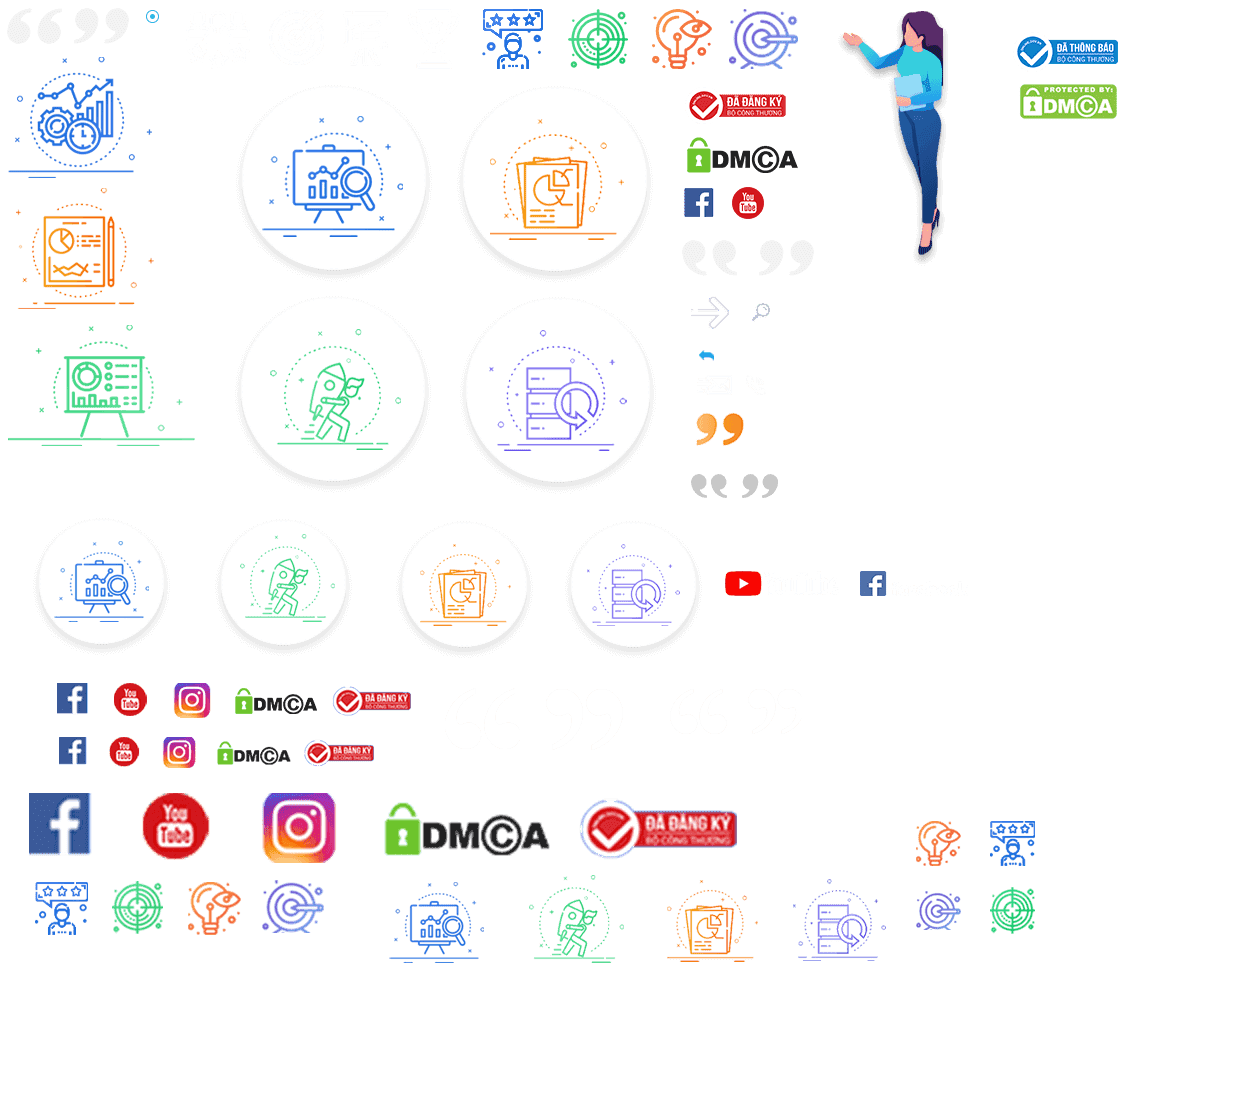 ĐÃ THÔNG BÁO
BỘ CÔNG THƯƠNG
PROTECTED BY:
DMCA
ĐÃ ĐĂNG KÝ
BỘ CÔNG THƯƠNG
DMCA
You
Tube
You
Tube
DMCA
ĐÃ ĐĂNG KÝ
BỘ CÔNG THƯƠNG
You
Tube
DMCA
ĐÃ ĐĂNG KÝ
BỘ CÔNG THƯƠNG
You
Tube
DMCA
ĐÃ ĐĂNG KÝ
BỘ CÔNG THƯƠNG